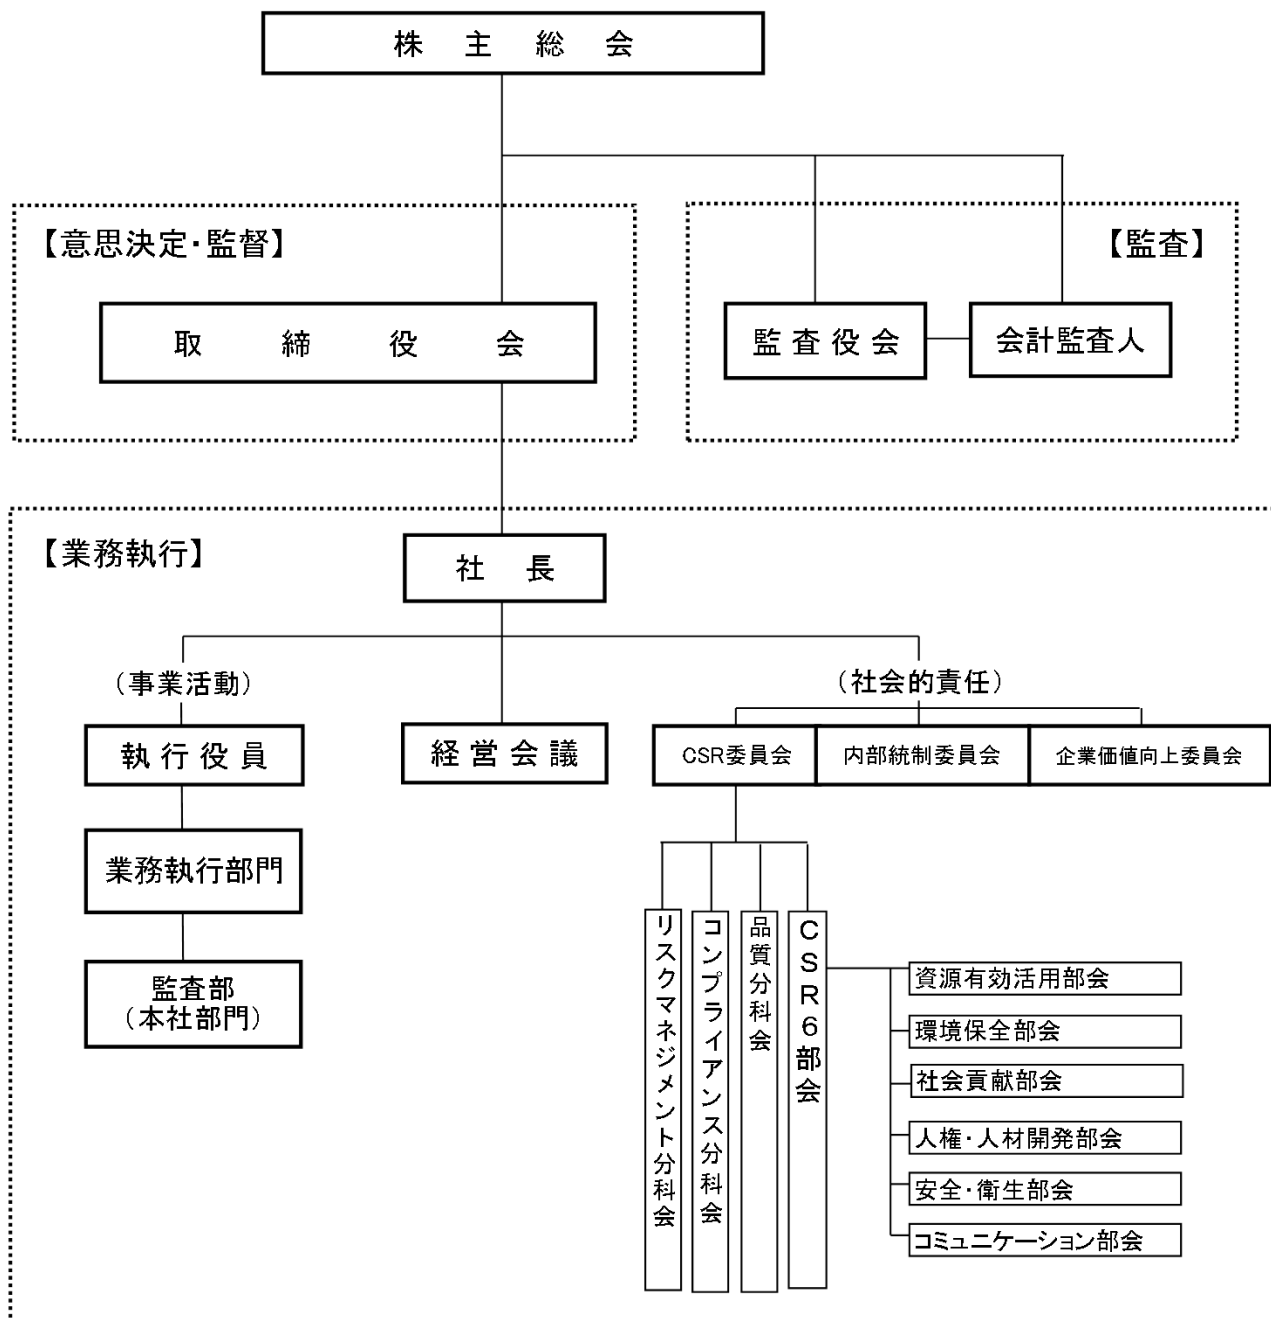 株主総会
【意思決定・監督】
取締役会
【監査】
監査役会
会計監査人
【業務執行】
社長
(事業活動)
執行役員
業務執行部門
監査部
(本社部門)
経営会議
(社会的責任)
CSR委員会
内部統制委員会
企業価値向上委員会
リスクマネジメント分科会
コンプライアンス分科会
品質分科会
CSR6部会
資源有効活用部会
環境保全部会
社会貢献部会
人権・人材開発部会
安全・衛生部会
コミュニケーション部会